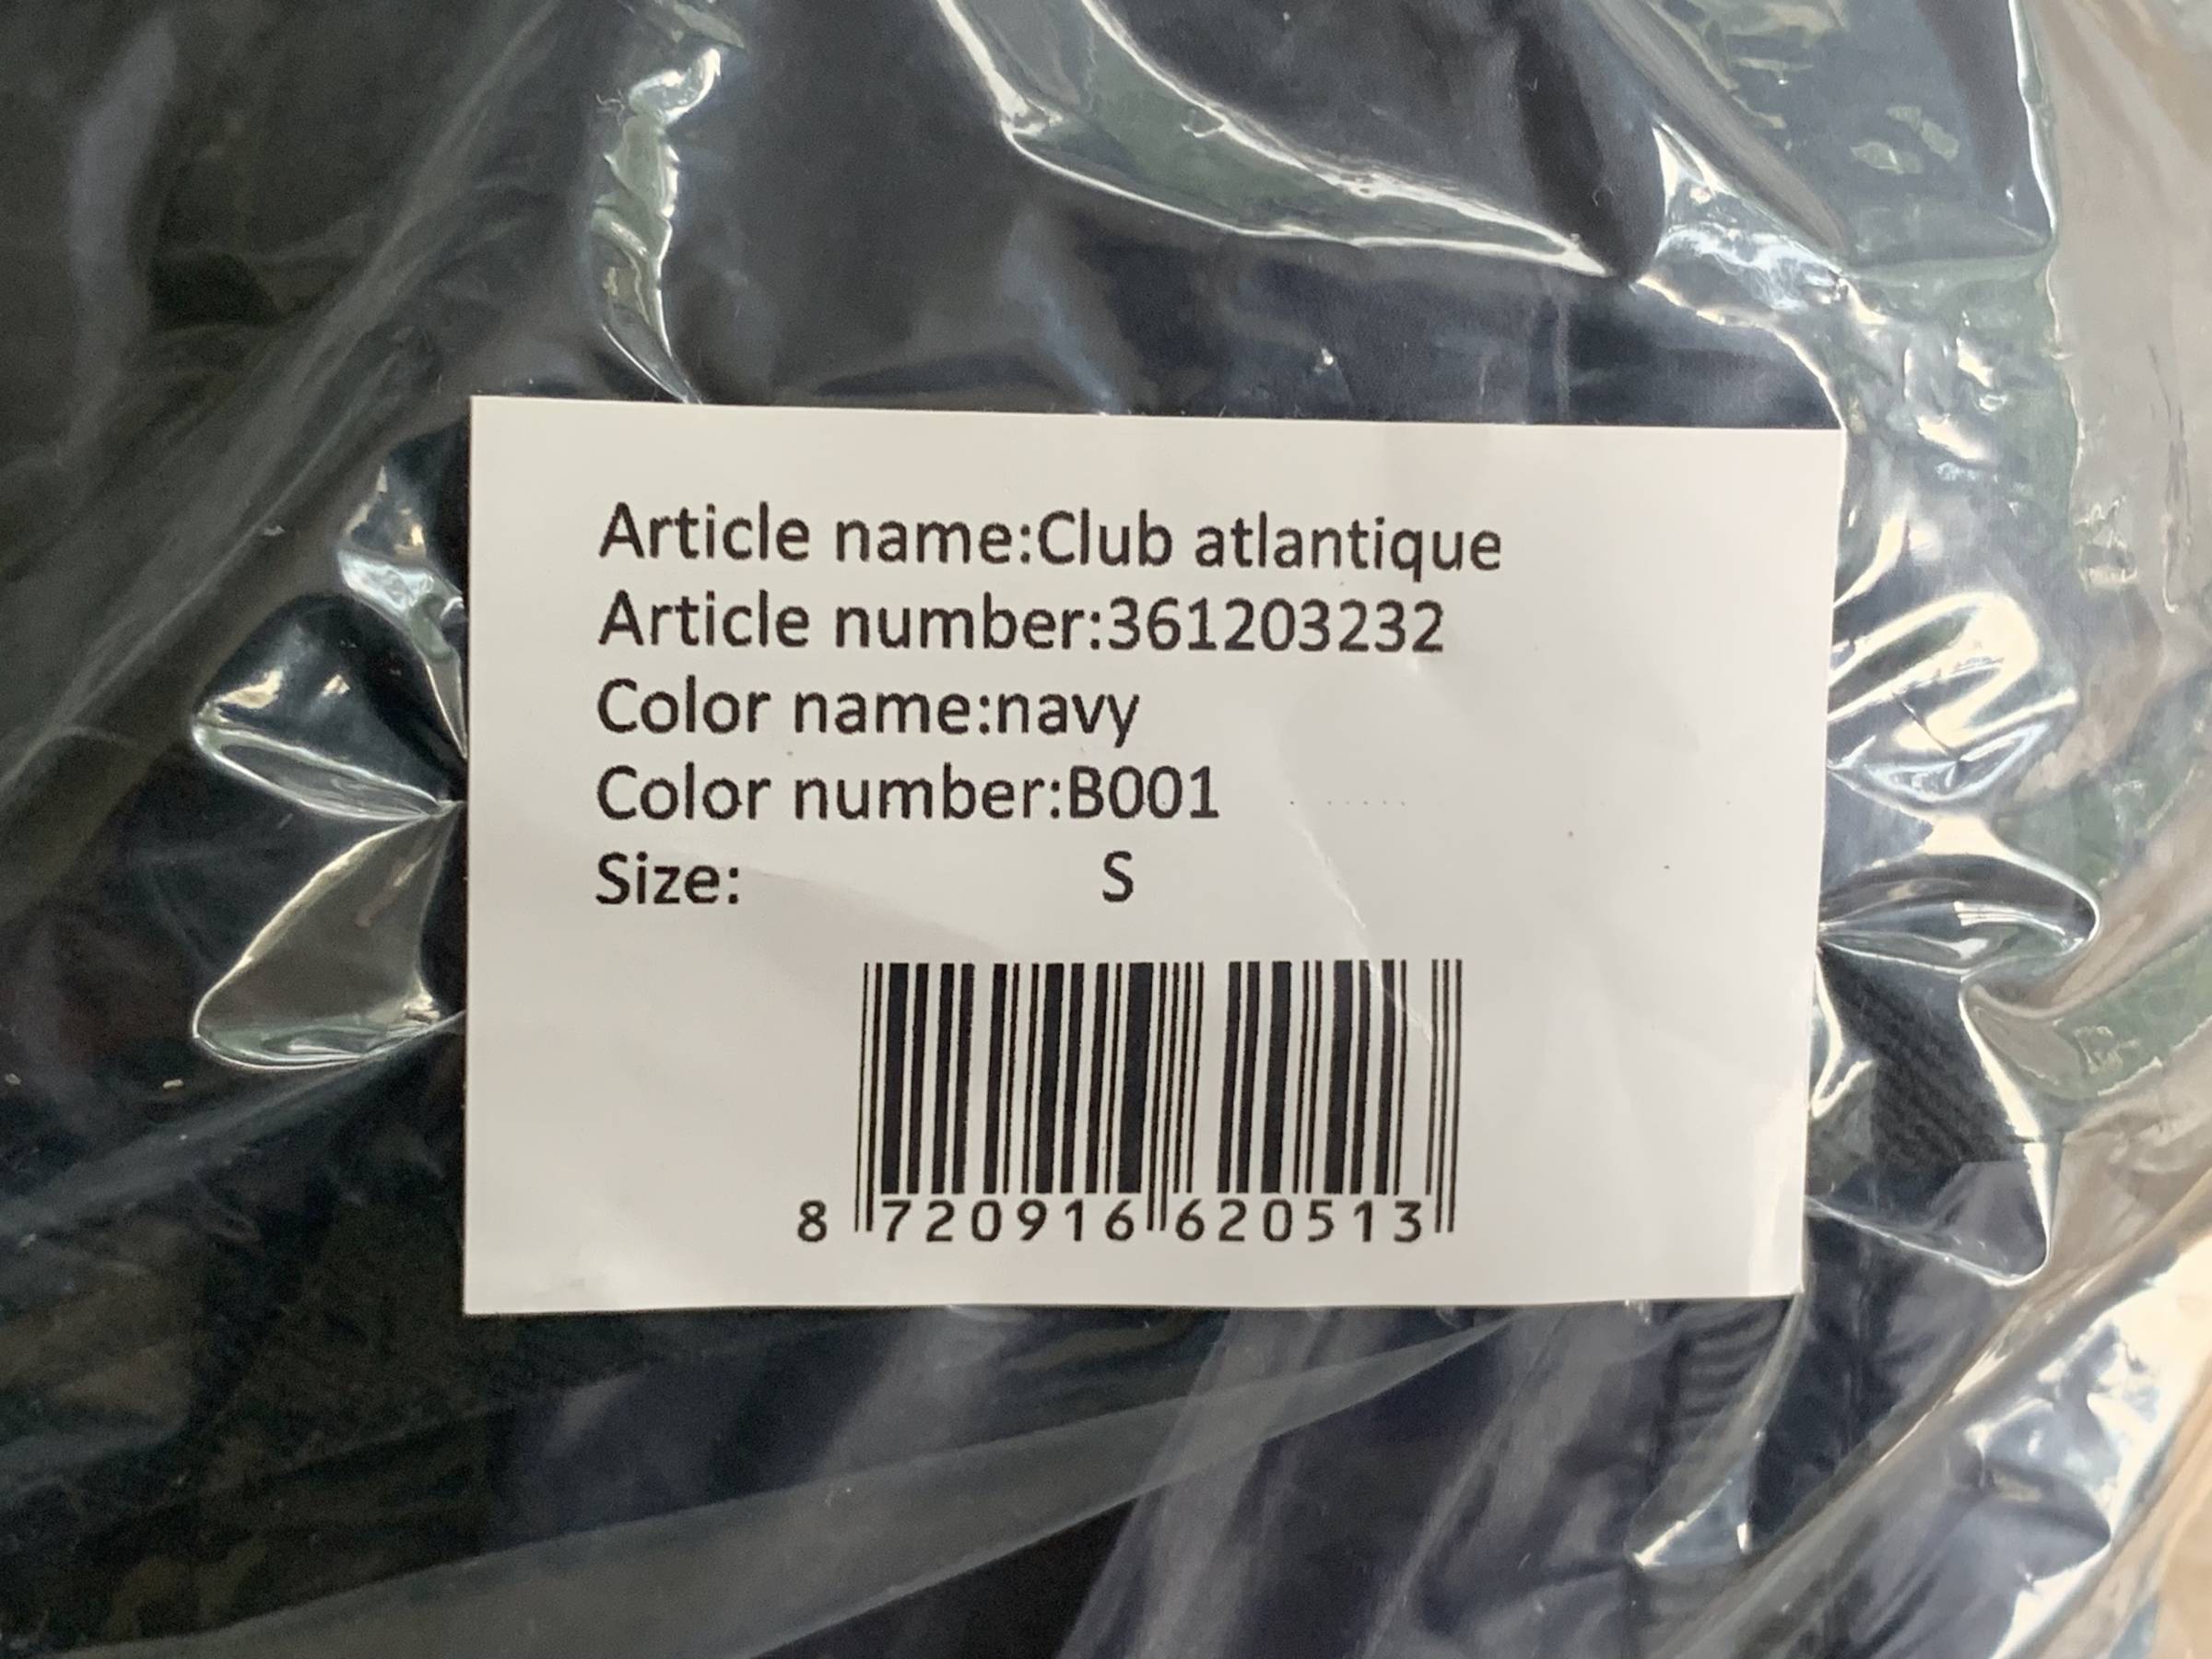 Article name:Club atlantique
Article number:361203232
Color name:navy
Color number:B001
Size: S
8 720916 620513